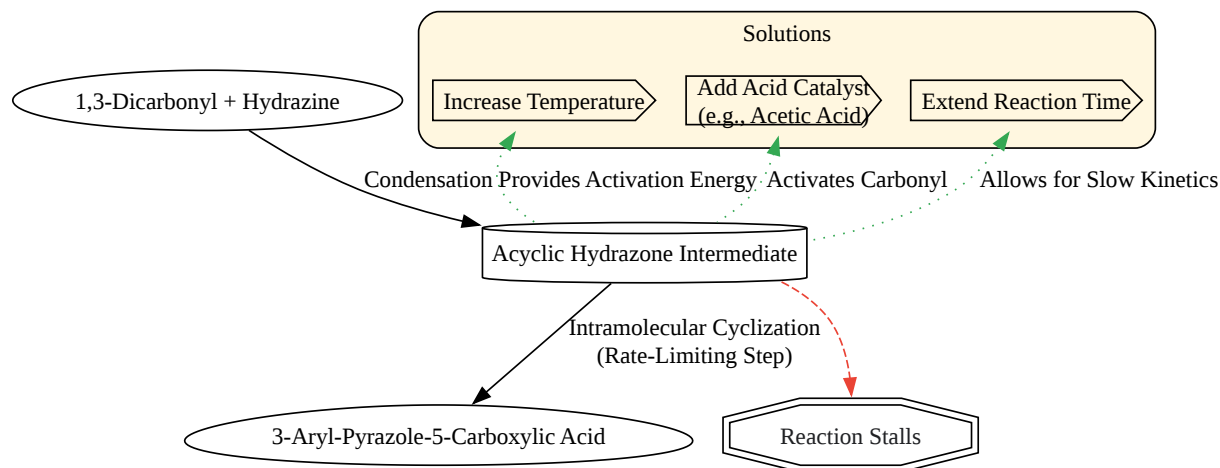 Solutions
1,3-Dicarbonyl + Hydrazine
Increase Temperature
Add Acid Catalyst
(e.g., Acetic Acid)
Extend Reaction Time
Condensation
Provides Activation Energy
Activates Carbonyl
Allows for Slow Kinetics
Acyclic Hydrazone Intermediate
Intramolecular Cyclization
(Rate-Limiting Step)
3-Aryl-Pyrazole-5-Carboxylic Acid
Reaction Stalls